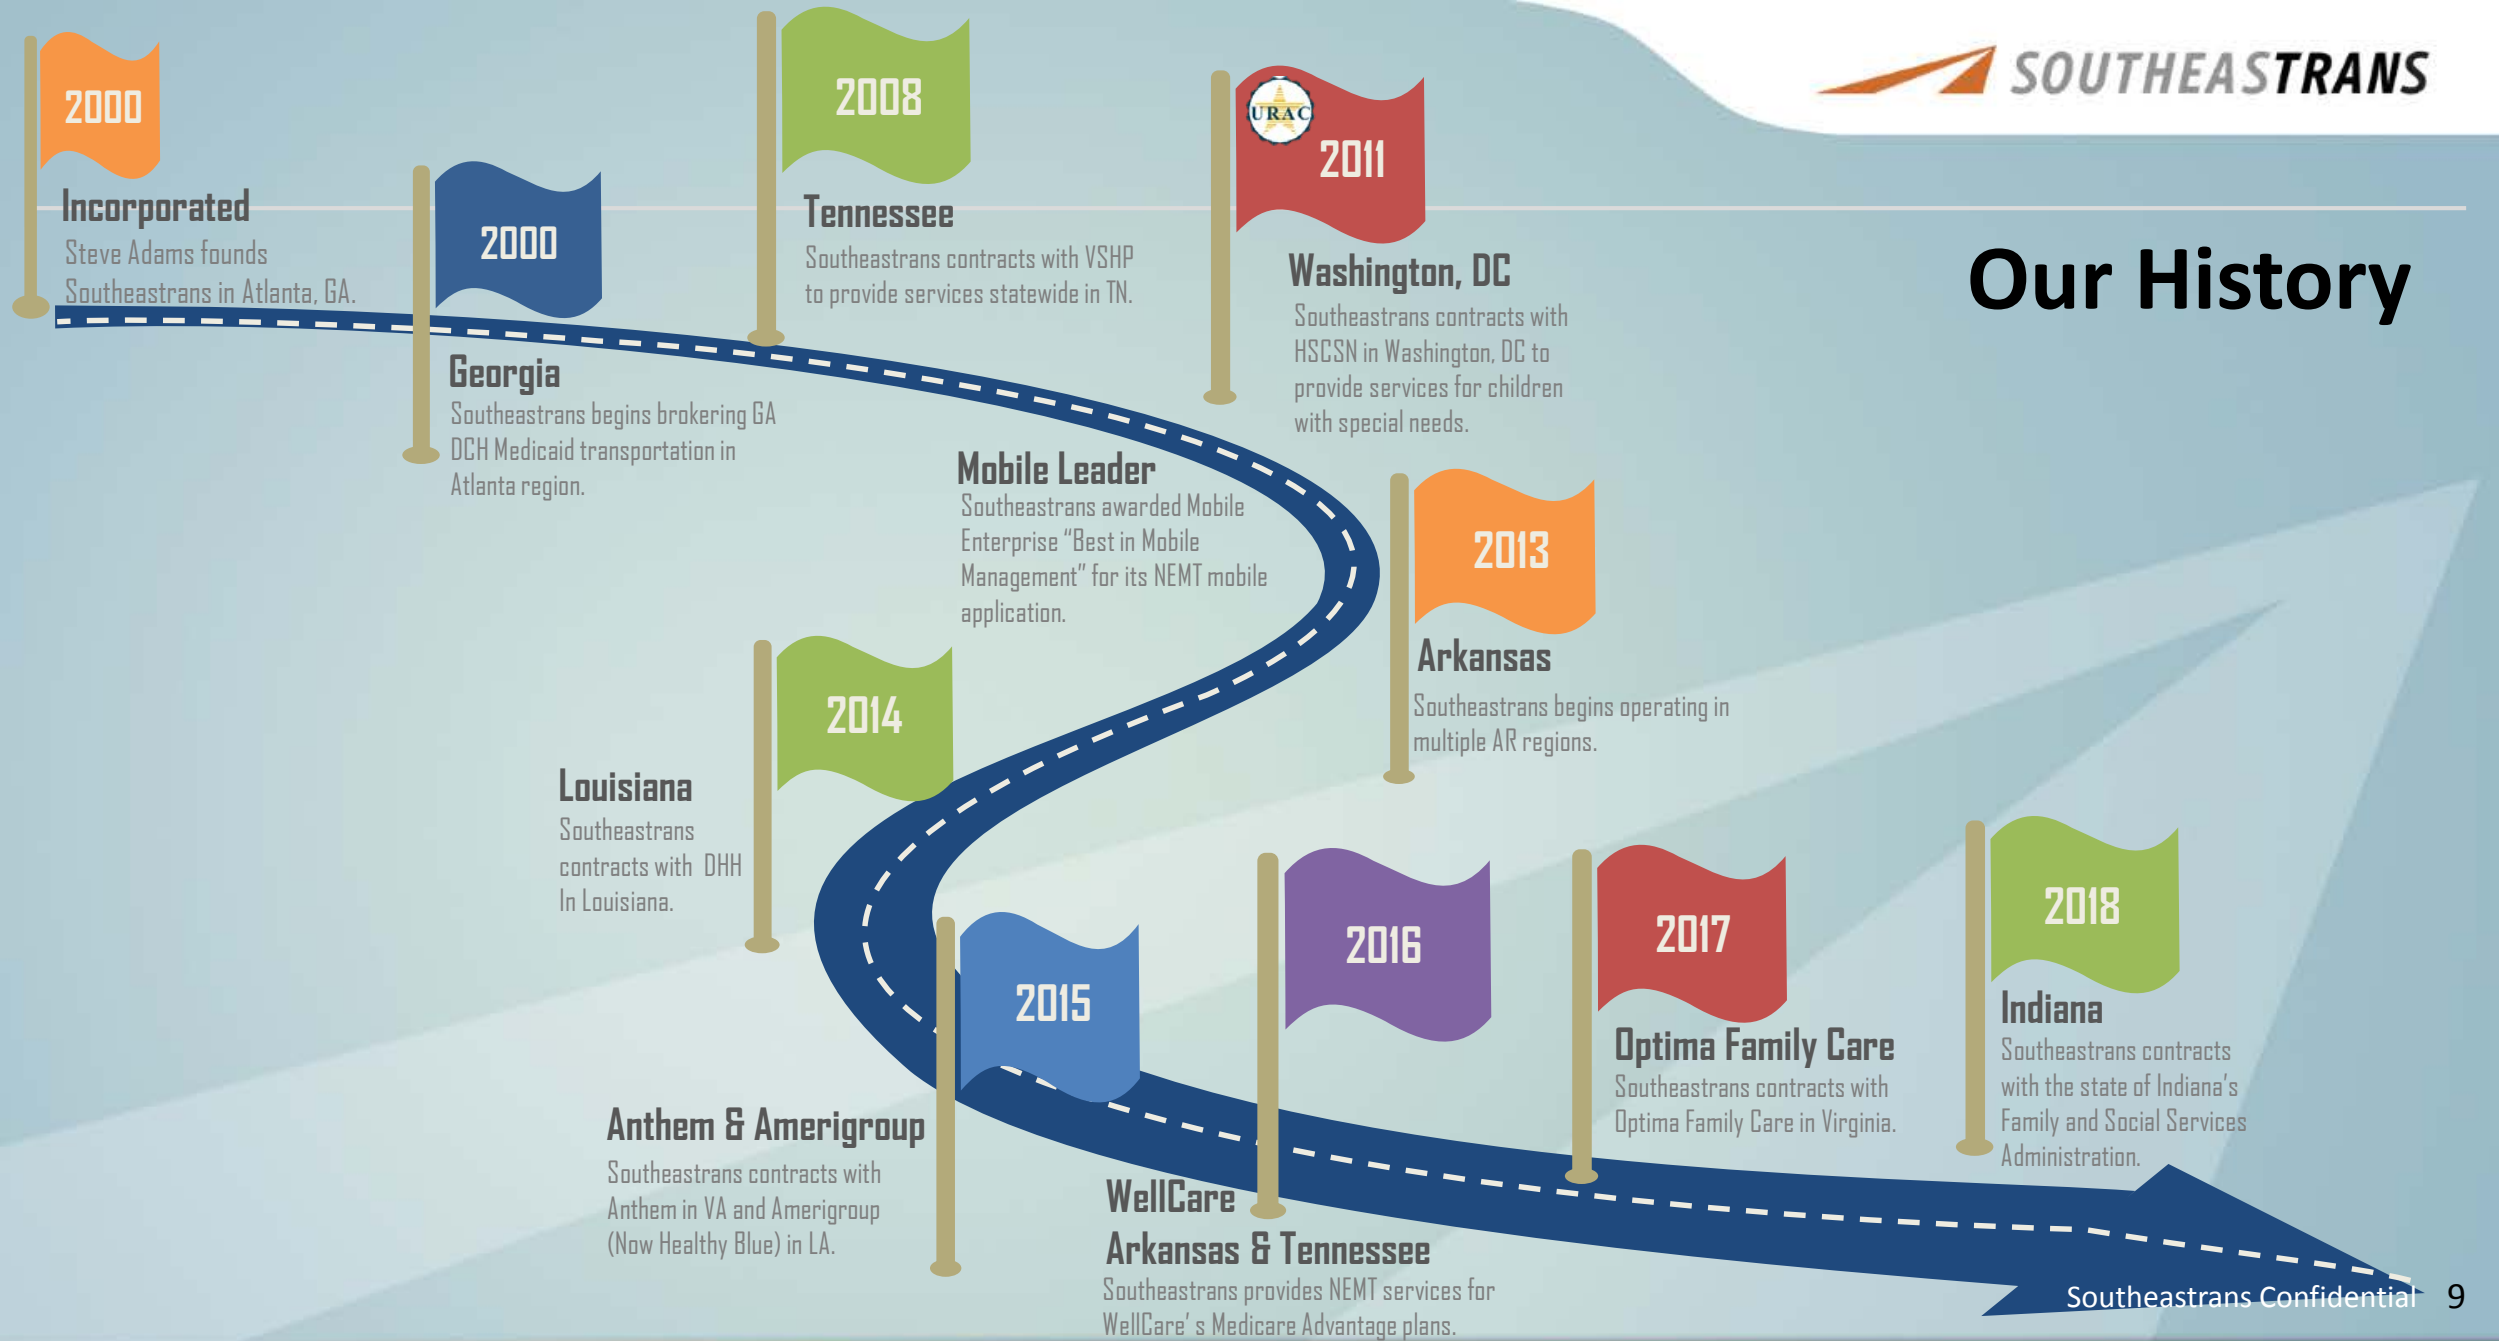 SOUTHEASTRANS
Our History
2000
Incorporated
Steve Adams founds
Southeastrans in Atlanta, GA.
2000
Georgia
Southeastrans begins brokering GA
DCH Medicaid transportation in
Atlanta region.
2008
Tennessee
Southeastrans contracts with VSHP
to provide services statewide in TN.
URAC
2011
Washington, DC
Southeastrans contracts with
HSCSN in Washington, DC to
provide services for children
with special needs.
Mobile Leader
Southeastrans awarded Mobile
Enterprise “Best in Mobile
Management” for its NEMT mobile
application.
2013
Arkansas
Southeastrans begins operating in
multiple AR regions.
2014
Louisiana
Southeastrans
contracts with DHH
In Louisiana.
2015
Anthem & Amerigroup
Southeastrans contracts with
Anthem in VA and Amerigroup
(Now Healthy Blue) in LA.
2016
WellCare
Arkansas & Tennessee
Southeastrans provides NEMT services for
WellCare’ s Medicare Advantage plans.
2017
Optima Family Care
Southeastrans contracts with
Optima Family Care in Virginia.
2018
Indiana
Southeastrans contracts
with the state of Indiana’s
Family and Social Services
Administration.
Southeastrans Confidential 9